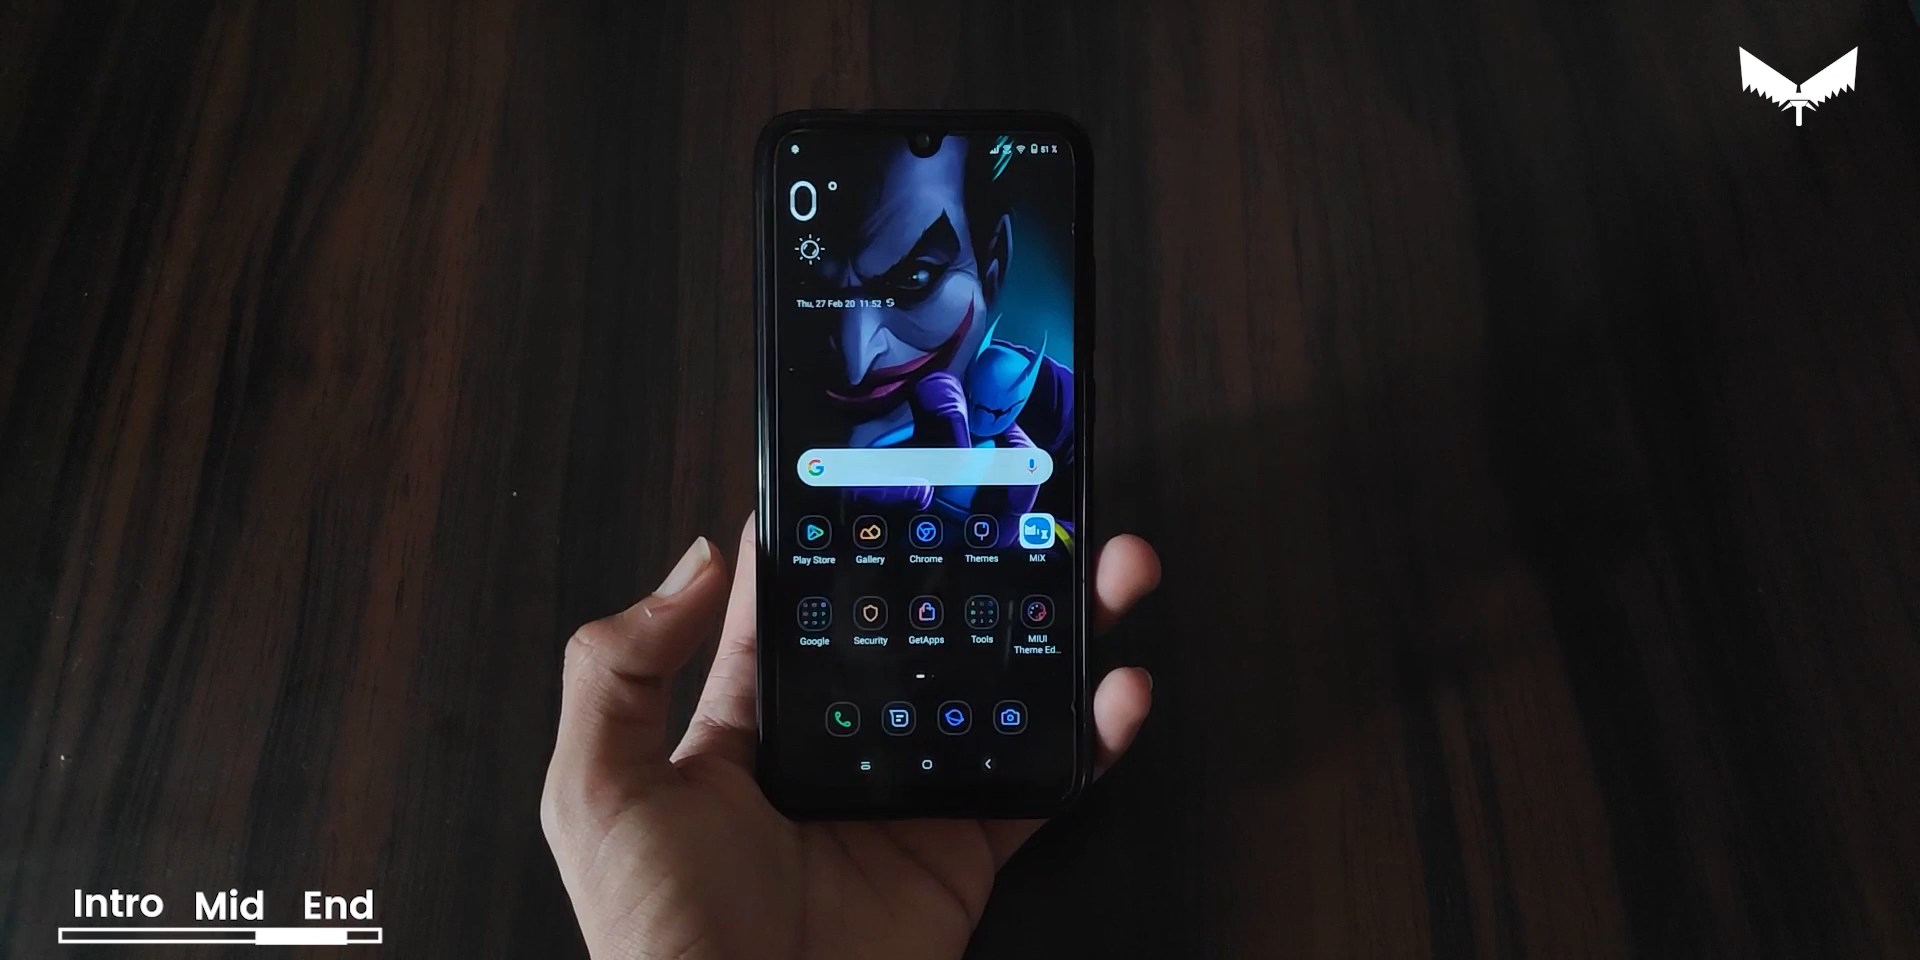 61 %
0°
Thu, 27 Feb 20 11:52
Play Store Gallery Chrome Themes MiX
Google Security GetApps Tools MIUI
Theme Ed...
Intro Mid End